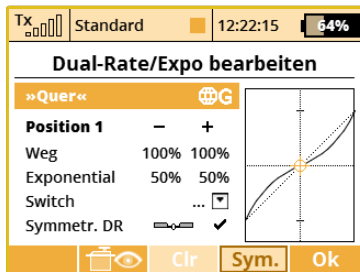 Tx Standard 12:22:15 64%
Dual-Rate/Expo bearbeiten
»Quer« G
Position 1 − +
Weg 100% 100%
Exponential 50% 50%
Switch ...
Symmetr. DR
Clr Sym. Ok